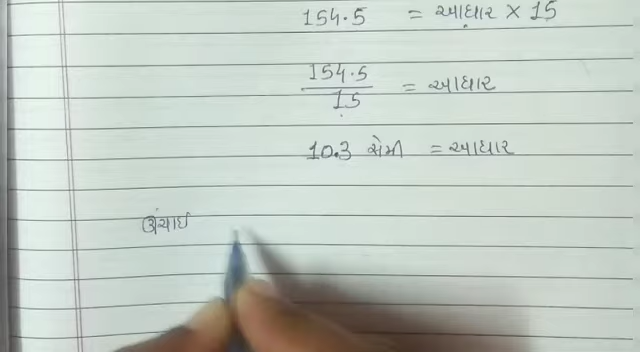 154.5 = આધાર × 15
154.5
15
= આધાર
10.3 સેમી = આધાર
ઊંચાઈ